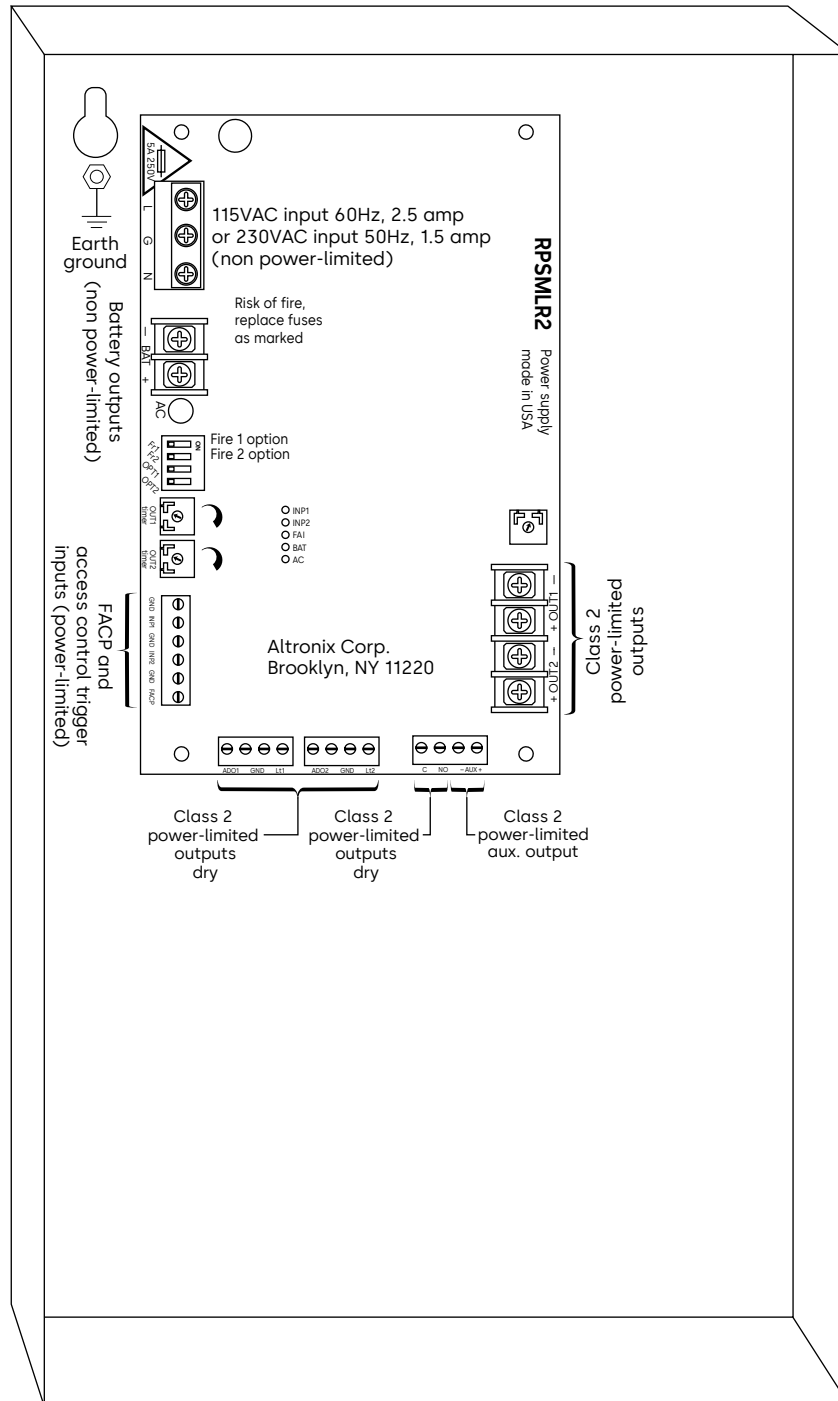 5A 250V
L
G
N
115VAC input 60Hz, 2.5 amp
or 230VAC input 50Hz, 1.5 amp
(non power-limited)
Earth
ground
RPSMLR2
Power supply
made in USA
Risk of fire,
replace fuses
as marked
Battery outputs
(non power-limited)
— BAT +
AC
Fr1
Fr2
OPT1
OPT2
ON
Fire 1 option
Fire 2 option
OUT1
timer
OUT2
timer
INP1
INP2
FAI
BAT
AC
FACP and
access control trigger
inputs (power-limited)
GND
INP1
GND
INP2
GND
FACP
Altronix Corp.
Brooklyn, NY 11220
+ OUT1 —
+ OUT2 —
Class 2
power-limited
outputs
ADO1
GND
Lt1
ADO2
GND
Lt2
C
NO
– AUX +
Class 2
power-limited
outputs
dry
Class 2
power-limited
outputs
dry
Class 2
power-limited
aux. output